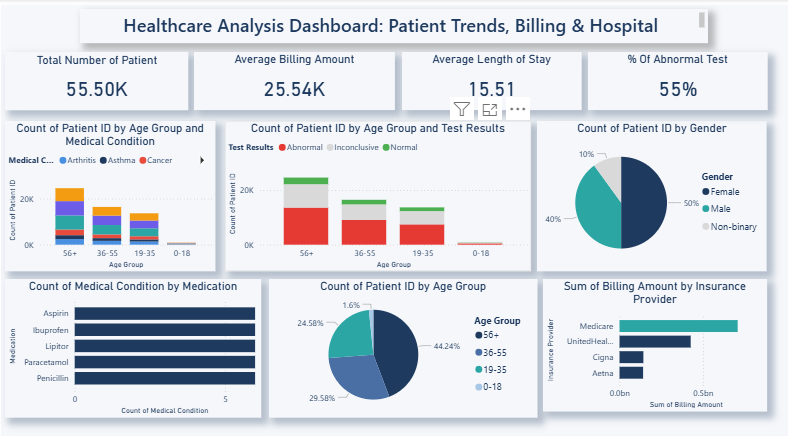 Healthcare Analysis Dashboard: Patient Trends, Billing & Hospital
Total Number of Patient
55.50K
Average Billing Amount
25.54K
Average Length of Stay
15.51
% Of Abnormal Test
55%
Count of Patient ID by Age Group and
Medical Condition
Medical C... Arthritis Asthma Cancer
Count of Patient ID
20K
0K
56+ 36-55 19-35 0-18
Age Group
Count of Patient ID by Age Group and Test Results
Test Results Abnormal Inconclusive Normal
Count of Patient ID
20K
0K
56+ 36-55 19-35 0-18
Age Group
Count of Patient ID by Gender
10%
40%
50%
Gender
Female
Male
Non-binary
Count of Medical Condition by Medication
Medication
Aspirin
Ibuprofen
Lipitor
Paracetamol
Penicillin
0 5
Count of Medical Condition
Count of Patient ID by Age Group
1.6%
24.58%
44.24%
29.58%
Age Group
56+
36-55
19-35
0-18
Sum of Billing Amount by Insurance
Provider
Insurance Provider
Medicare
UnitedHeal...
Cigna
Aetna
0.0bn 0.5bn
Sum of Billing Amount